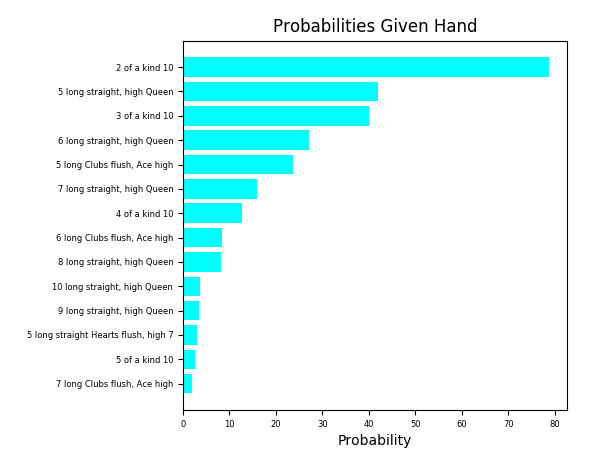 Probabilities Given Hand
2 of a kind 10
5 long straight, high Queen
3 of a kind 10
6 long straight, high Queen
5 long Clubs flush, Ace high
7 long straight, high Queen
4 of a kind 10
6 long Clubs flush, Ace high
8 long straight, high Queen
10 long straight, high Queen
9 long straight, high Queen
5 long straight Hearts flush, high 7
5 of a kind 10
7 long Clubs flush, Ace high
0 10 20 30 40 50 60 70 80
Probability